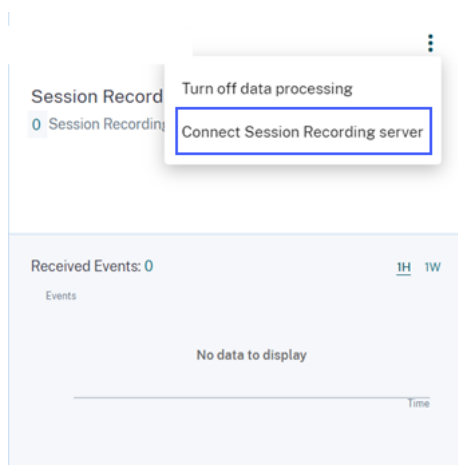 Turn off data processing
Session Record
0 Session Recording
Connect Session Recording server
Received Events: 0
1H 1W
Events
No data to display
Time